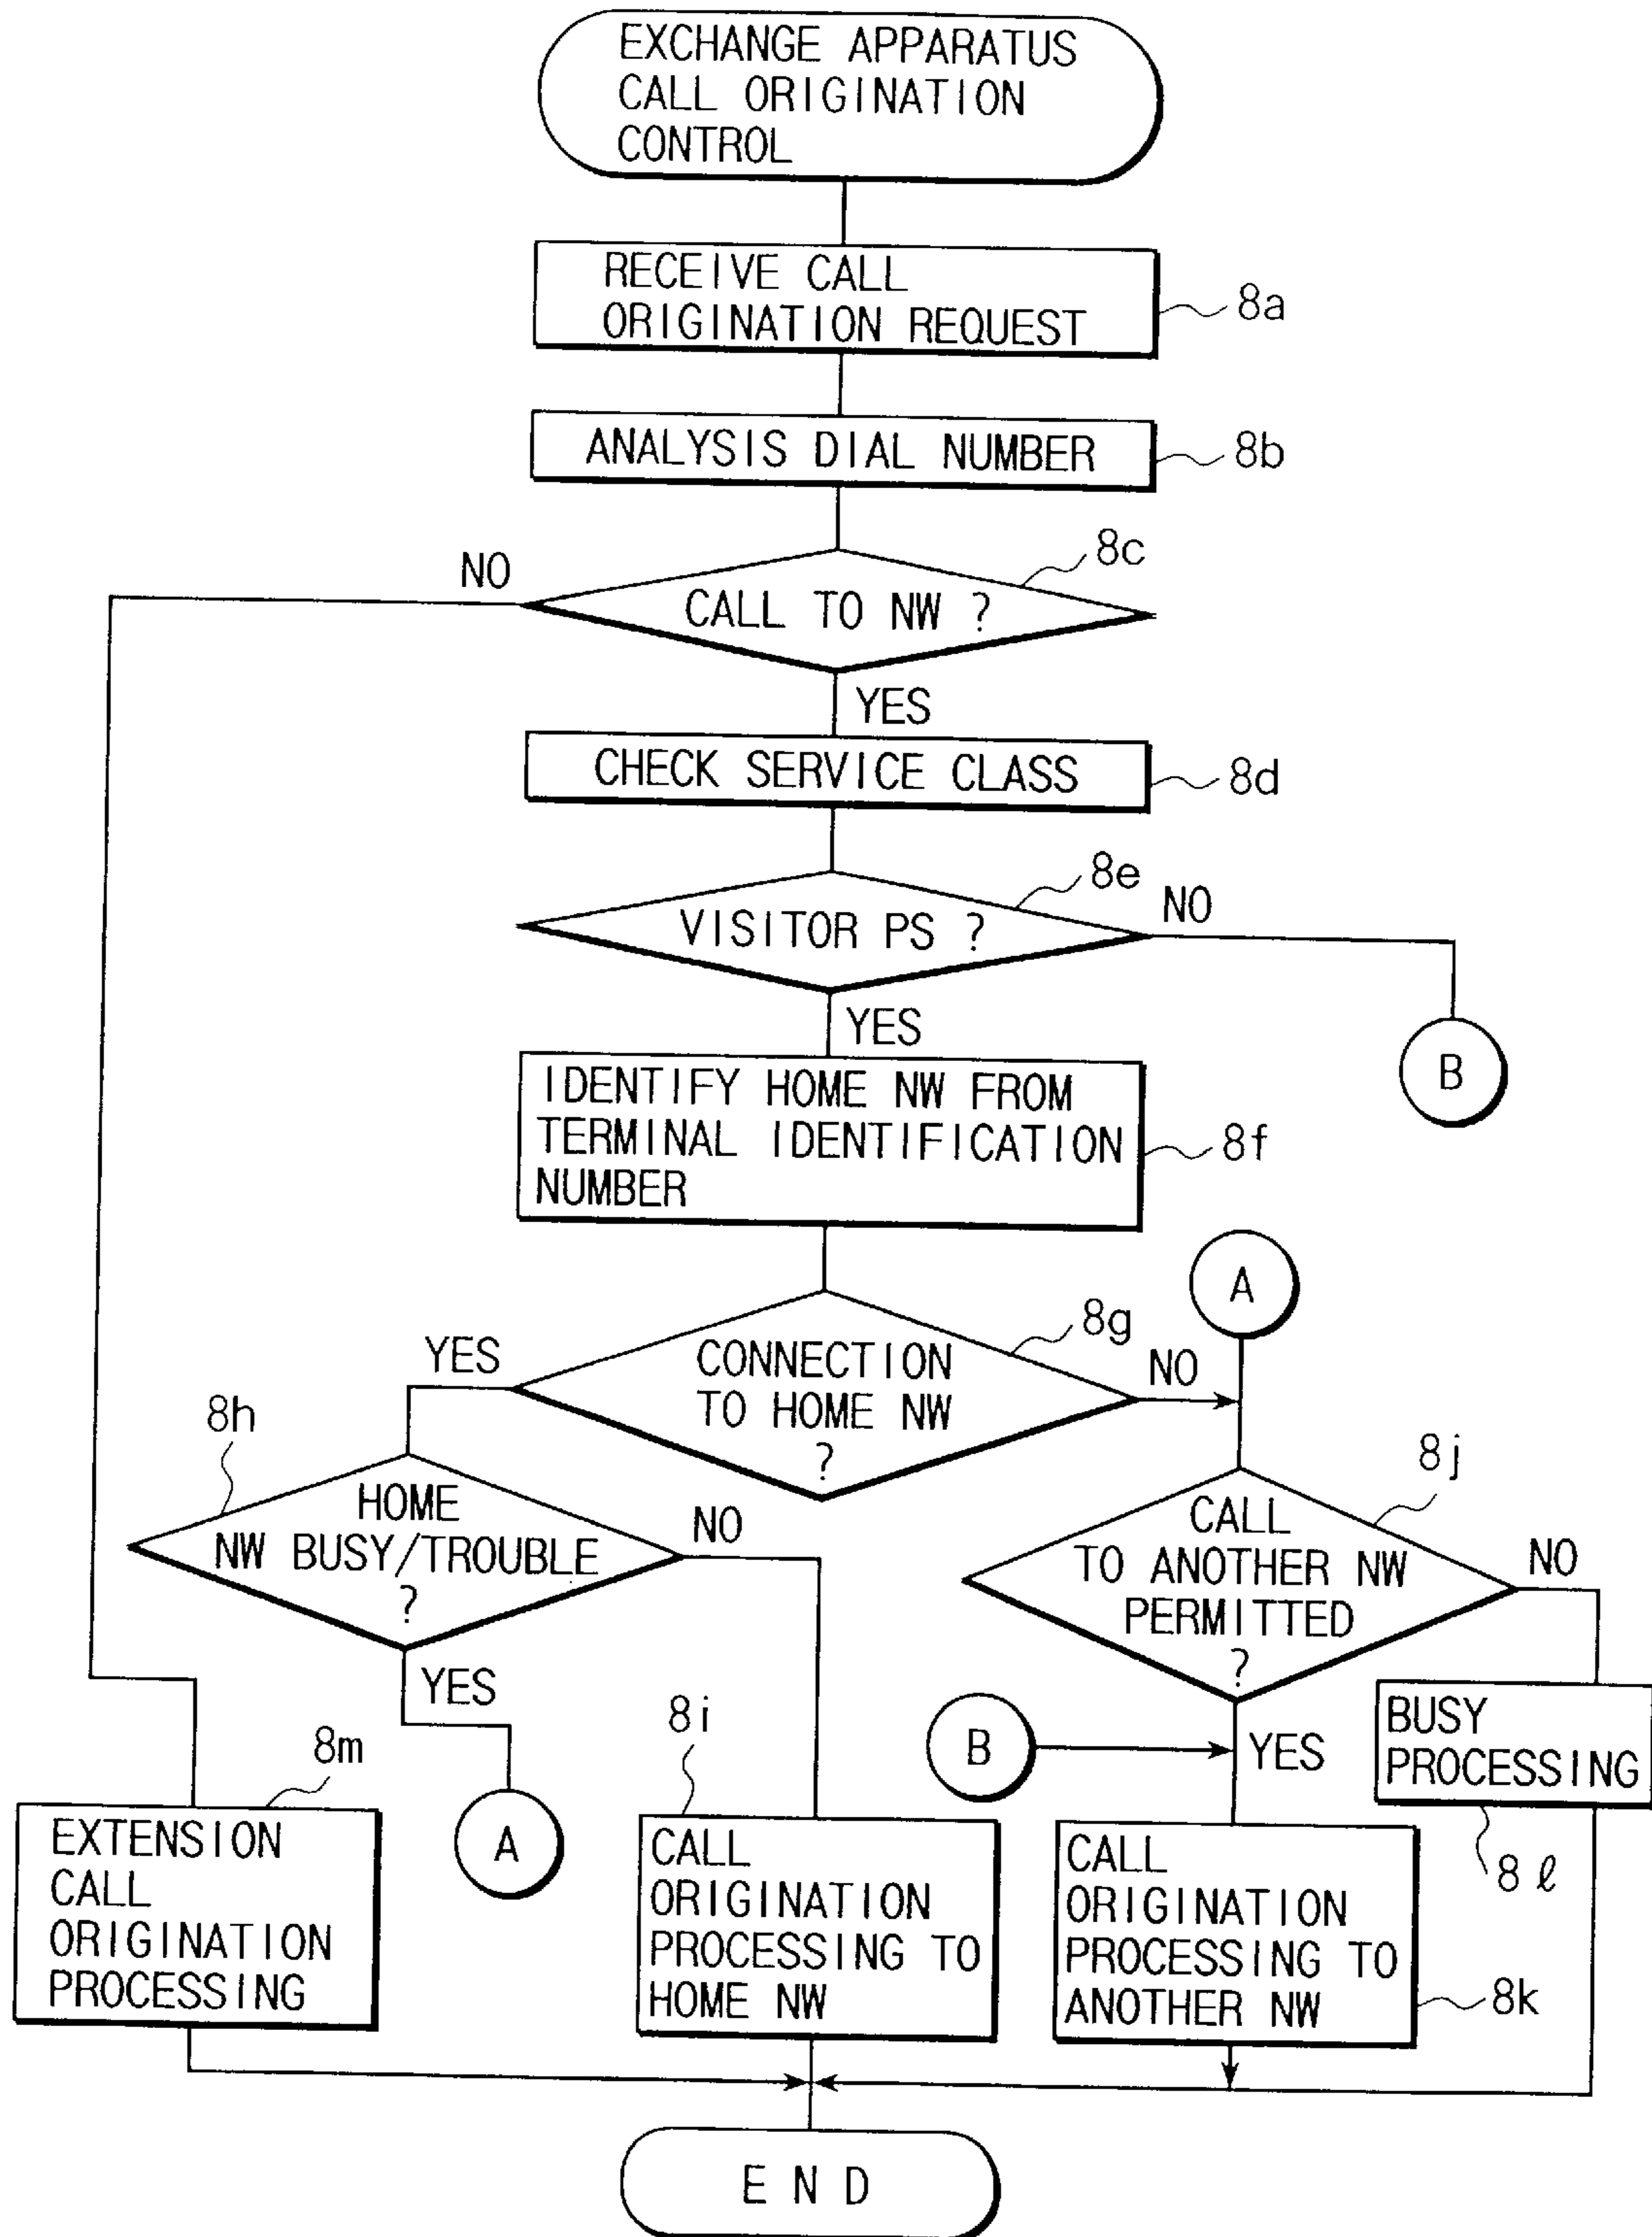 EXCHANGE APPARATUS
CALL ORIGINATION
CONTROL
RECEIVE CALL
ORIGINATION REQUEST
8a
ANALYSIS DIAL NUMBER
8b
8c
NO
CALL TO NW ?
YES
CHECK SERVICE CLASS
8d
8e
VISITOR PS ?
NO
YES
B
IDENTIFY HOME NW FROM
TERMINAL IDENTIFICATION
NUMBER
8f
A
8g
YES
CONNECTION
TO HOME NW
?
NO
8h
HOME
NW BUSY/TROUBLE
?
NO
YES
8j
CALL
TO ANOTHER NW
PERMITTED
?
NO
YES
B
BUSY
PROCESSING
8ℓ
8m
EXTENSION
CALL
ORIGINATION
PROCESSING
A
8i
CALL
ORIGINATION
PROCESSING TO
HOME NW
CALL
ORIGINATION
PROCESSING TO
ANOTHER NW
8k
END